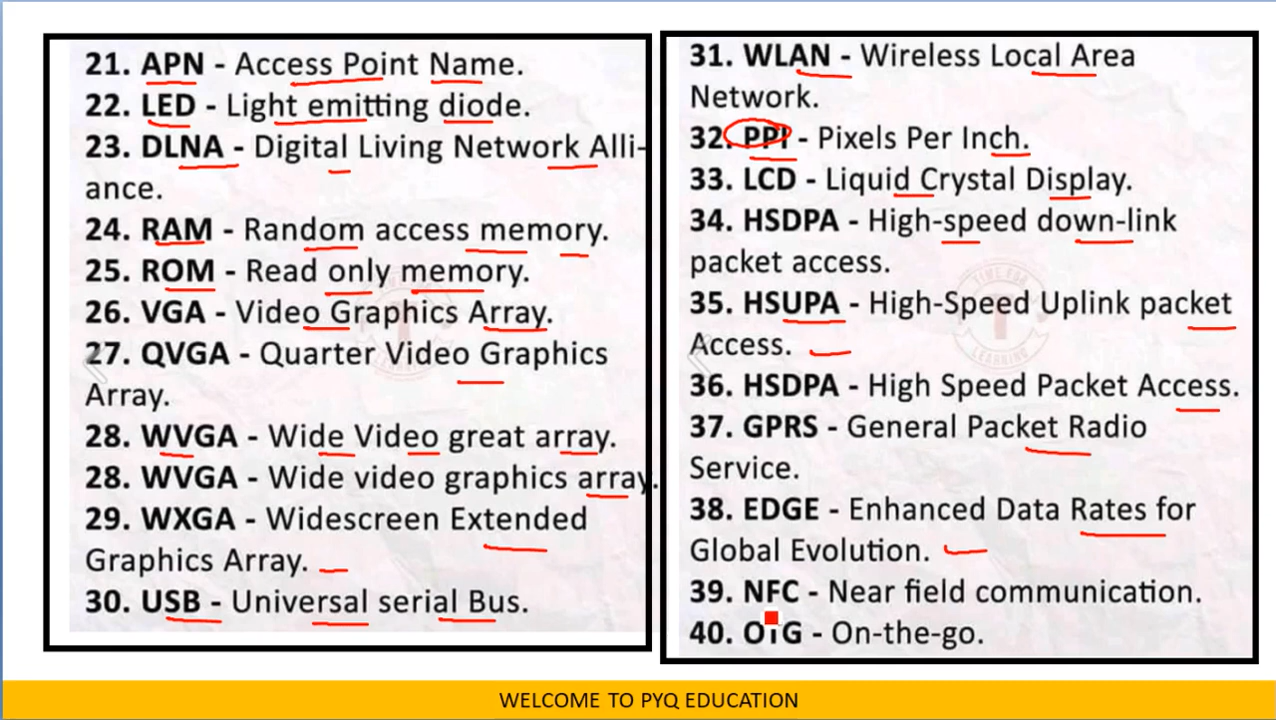 21. APN - Access Point Name.
22. LED - Light emitting diode.
23. DLNA - Digital Living Network Alli-
ance.
24. RAM - Random access memory.
25. ROM - Read only memory.
26. VGA - Video Graphics Array.
27. QVGA - Quarter Video Graphics
Array.
28. WVGA - Wide Video great array.
28. WVGA - Wide video graphics array.
29. WXGA - Widescreen Extended
Graphics Array.
30. USB - Universal serial Bus.
31. WLAN - Wireless Local Area
Network.
32. PPI - Pixels Per Inch.
33. LCD - Liquid Crystal Display.
34. HSDPA - High-speed down-link
packet access.
35. HSUPA - High-Speed Uplink packet
Access.
36. HSDPA - High Speed Packet Access.
37. GPRS - General Packet Radio
Service.
38. EDGE - Enhanced Data Rates for
Global Evolution.
39. NFC - Near field communication.
40. OTG - On-the-go.
TIME FOR
LEARNING
WELCOME TO PYQ EDUCATION